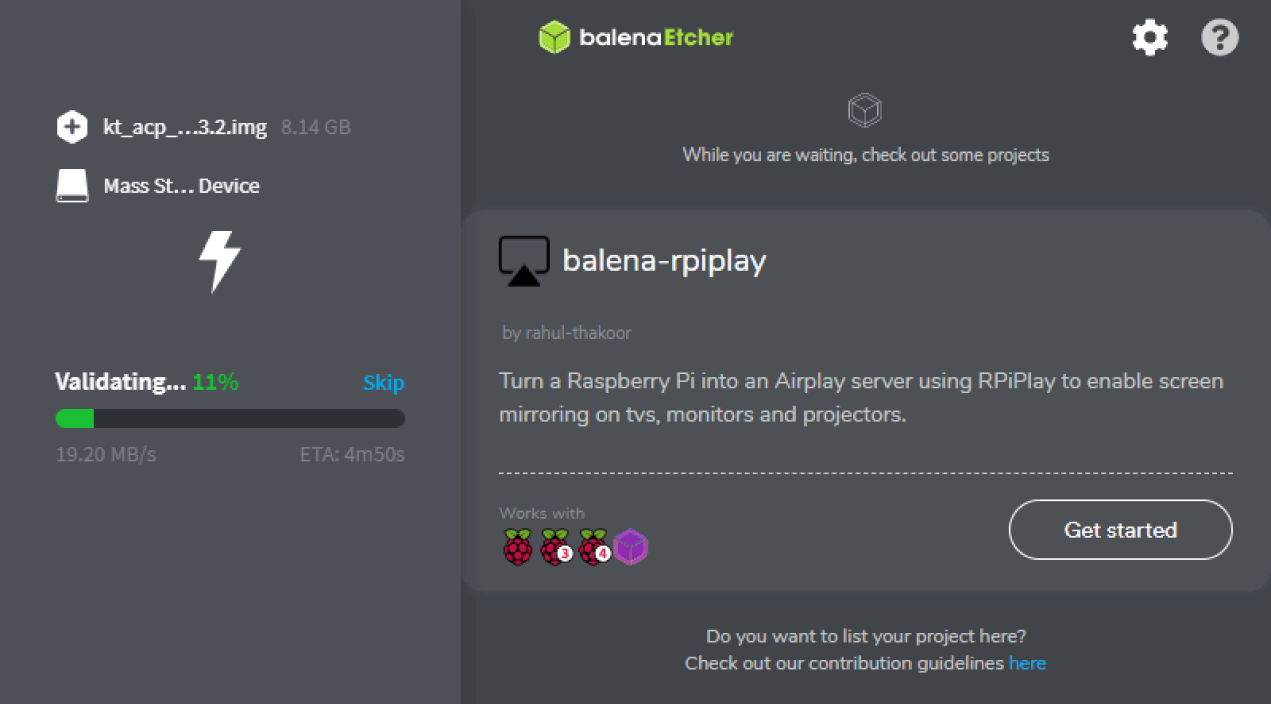 balenaEtcher
kt_acp_...3.2.img 8.14 GB
Mass St... Device
Validating... 11% Skip
19.20 MB/s ETA: 4m50s
?
While you are waiting, check out some projects
balena-rpiplay
by rahul-thakoor
Turn a Raspberry Pi into an Airplay server using RPiPlay to enable screen
mirroring on tvs, monitors and projectors.
Works with
3 4
Get started
Do you want to list your project here?
Check out our contribution guidelines here